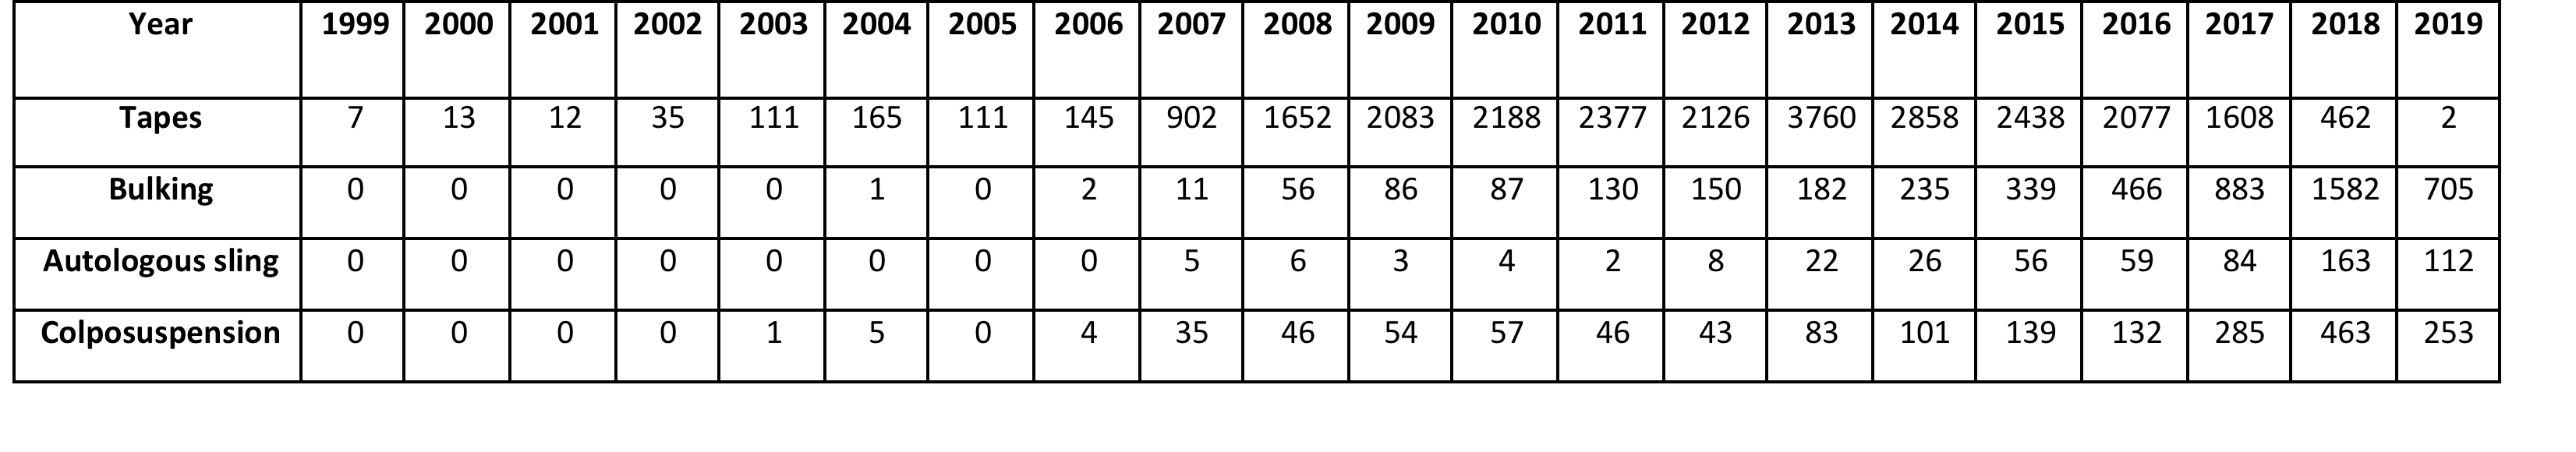 Year 1999 2000 2001 2002 2003 2004 2005 2006 2007 2008 2009 2010 2011 2012 2013 2014 2015 2016 2017 2018 2019
Tapes 7 13 12 35 111 165 111 145 902 1652 2083 2188 2377 2126 3760 2858 2438 2077 1608 462 2
Bulking 0 0 0 0 0 1 0 2 11 56 86 87 130 150 182 235 339 466 883 1582 705
Autologous sling 0 0 0 0 0 0 0 0 5 6 3 4 2 8 22 26 56 59 84 163 112
Colposuspension 0 0 0 0 1 5 0 4 35 46 54 57 46 43 83 101 139 132 285 463 253